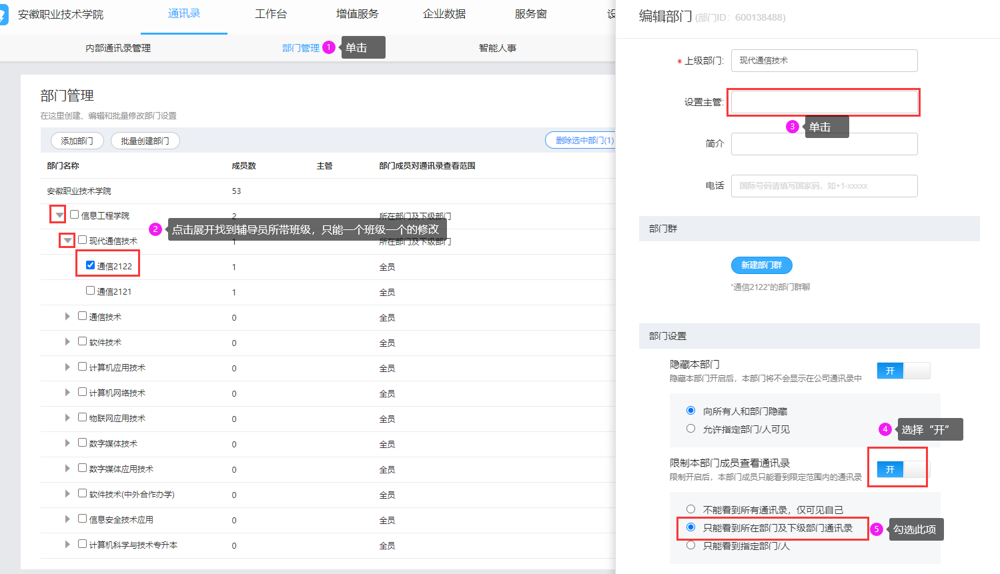 安徽职业技术学院
通讯录
工作台
增值服务
企业数据
服务窗
内部通讯录管理
部门管理
1
单击
智能人事
部门管理
在这里创建、编辑和批量修改部门设置
添加部门
批量创建部门
删除选中部门(1)
部门名称
成员数
主管
部门成员对通讯录查看范围
安徽职业技术学院
53
信息工程学院
2
所在部门及下级部门
2
点击展开找到辅导员所带班级，只能一个班级一个的修改
现代通信技术
1
所在部门及下级部门
通信2122
1
全员
通信2121
1
全员
通信技术
0
全员
软件技术
0
全员
计算机应用技术
0
全员
计算机网络技术
0
全员
物联网应用技术
0
全员
数字媒体技术
0
全员
数字媒体应用技术
0
全员
软件技术(中外合作办学)
0
全员
信息安全技术应用
0
全员
计算机科学与技术专升本
0
全员
编辑部门 (部门ID：600138488)
* 上级部门:
现代通信技术
设置主管:
3
单击
简介
电话
国际号码请填写国家码，如+1-xxxxx
部门群
新建部门群
“通信2122”的部门群聊
部门设置
隐藏本部门
隐藏本部门开启后，本部门将不会显示在公司通讯录中
开
向所有人和部门隐藏
允许指定部门/人可见
4
选择“开”
限制本部门成员查看通讯录
限制开启后，本部门成员只能看到限定范围内的通讯录
开
不能看到所有通讯录，仅可见自己
只能看到所在部门及下级部门通讯录
5
勾选此项
只能看到指定部门/人